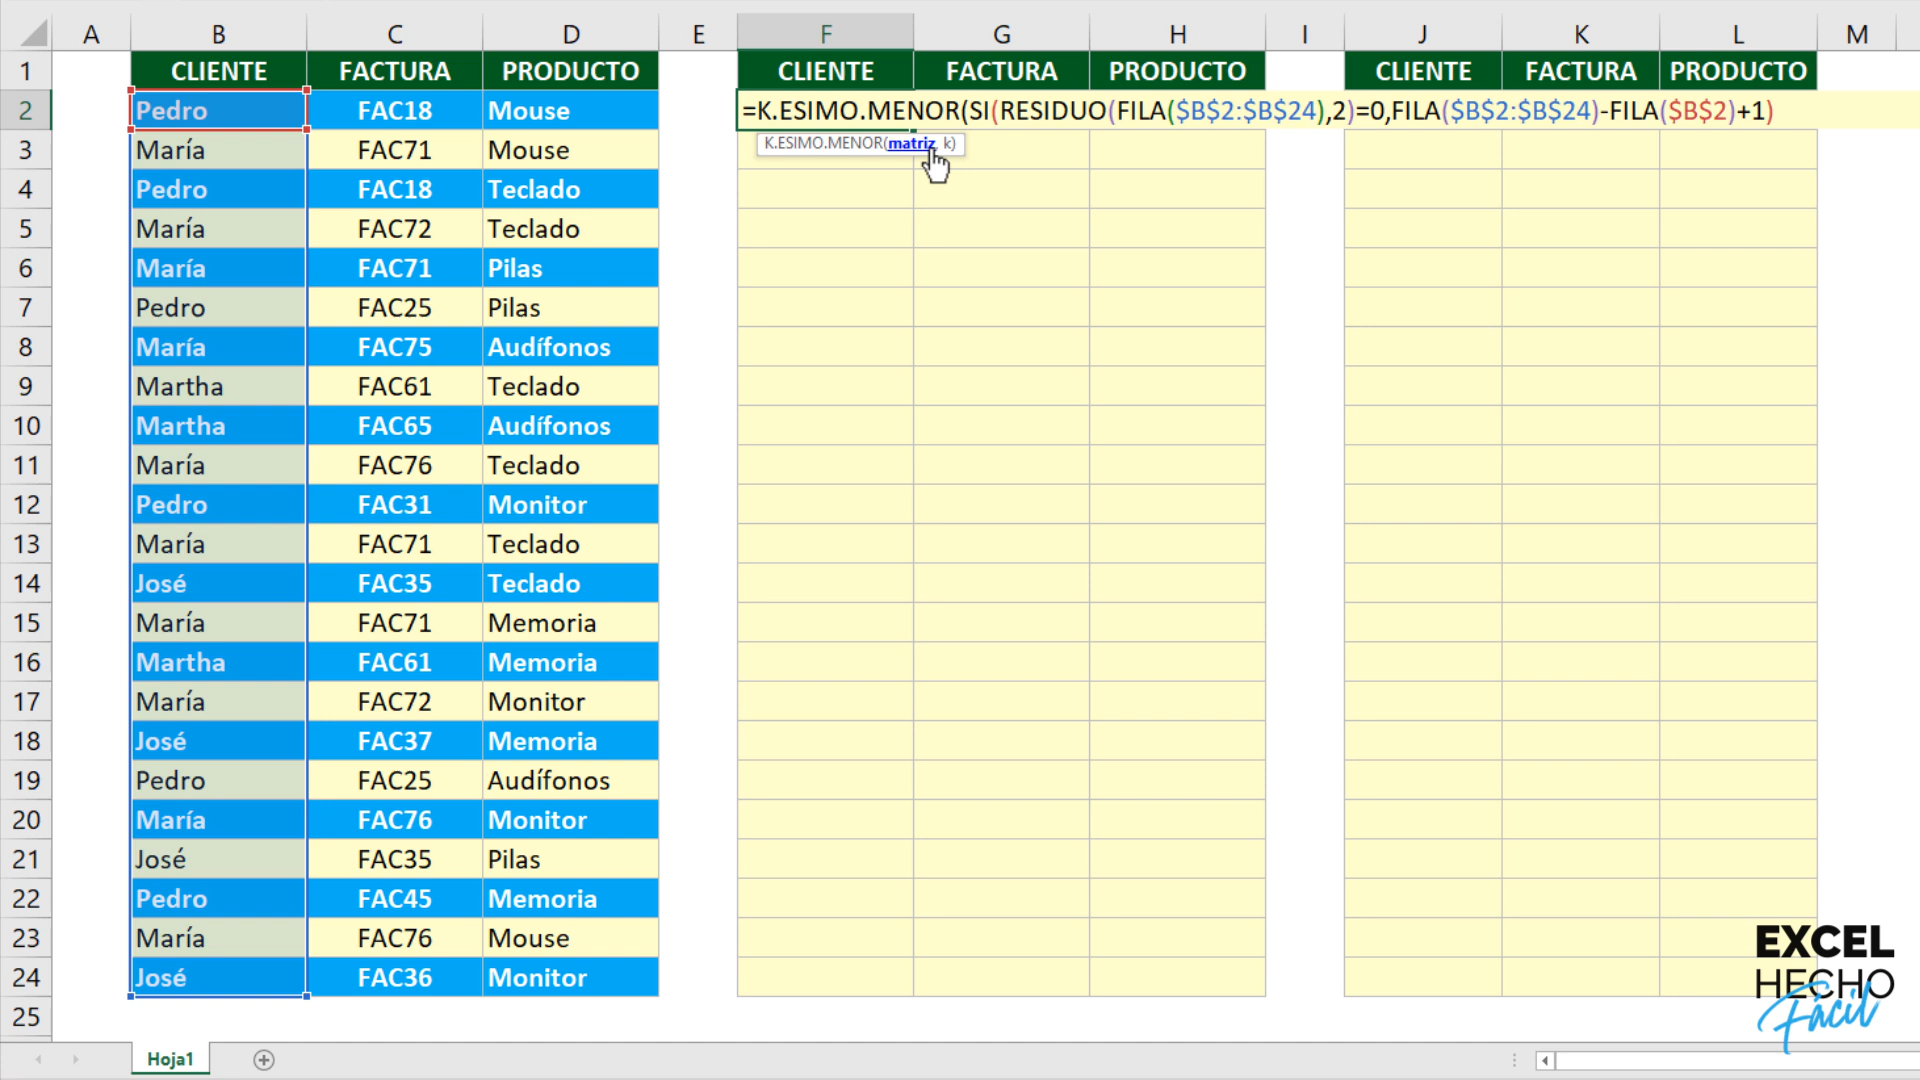 A B C D E F G H I J K L M
1 CLIENTE FACTURA PRODUCTO CLIENTE FACTURA PRODUCTO CLIENTE FACTURA PRODUCTO
2 Pedro FAC18 Mouse =K.ESIMO.MENOR(SI(RESIDUO(FILA($B$2:$B$24),2)=0,FILA($B$2:$B$24)-FILA($B$2)+1)
K.ESIMO.MENOR(matriz, k)
3 María FAC71 Mouse
4 Pedro FAC18 Teclado
5 María FAC72 Teclado
6 María FAC71 Pilas
7 Pedro FAC25 Pilas
8 María FAC75 Audífonos
9 Martha FAC61 Teclado
10 Martha FAC65 Audífonos
11 María FAC76 Teclado
12 Pedro FAC31 Monitor
13 María FAC71 Teclado
14 José FAC35 Teclado
15 María FAC71 Memoria
16 Martha FAC61 Memoria
17 María FAC72 Monitor
18 José FAC37 Memoria
19 Pedro FAC25 Audífonos
20 María FAC76 Monitor
21 José FAC35 Pilas
22 Pedro FAC45 Memoria
23 María FAC76 Mouse
24 José FAC36 Monitor
25
EXCEL
HECHO
Fácil
Hoja1